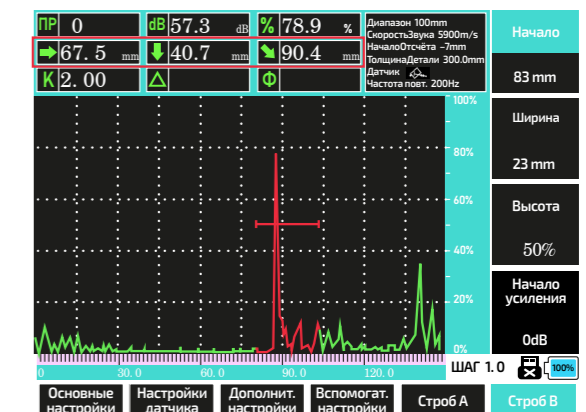 ПР 0 dB 57.3 dB % 78.9 %
67.5 mm 40.7 mm 90.4 mm
K 2.00 Δ Φ
Диапазон 100mm
СкоростьЗвука 5900m/s
НачалоОтсчёта -7mm
ТолщинаДетали 300.0mm
Датчик
Частота повт. 200Hz
Начало
83 mm
Ширина
23 mm
Высота
50%
Начало
усиления
0dB
100%
80%
60%
40%
20%
0%
0 30.0 60.0 90.0 120.0
ШАГ 1.0 100%
Основные
настройки
Настройки
датчика
Дополнит.
настройки
Вспомогат.
настройки
Строб А
Строб В